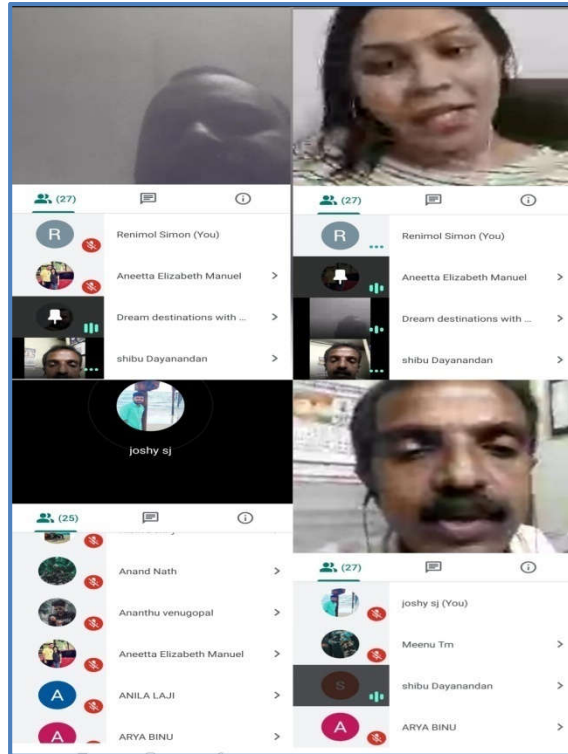 (27)
R
Renimol Simon (You)
Aneetta Elizabeth Manuel
Dream destinations with ...
shibu Dayanandan
(27)
R
Renimol Simon (You)
Aneetta Elizabeth Manuel
Dream destinations with ...
shibu Dayanandan
joshy sj
(25)
Anand Nath
Ananthu venugopal
Aneetta Elizabeth Manuel
A
ANILA LAJI
A
ARYA BINU
(27)
joshy sj (You)
Meenu Tm
S
shibu Dayanandan
A
ARYA BINU